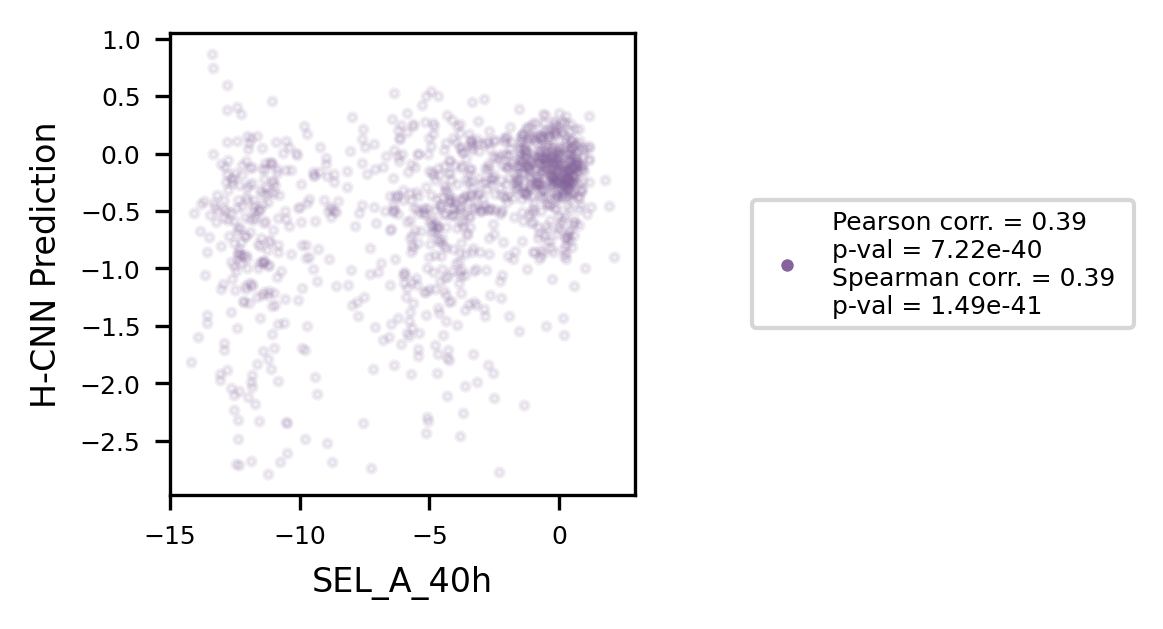 1.0
0.5
0.0
−0.5
−1.0
−1.5
−2.0
−2.5
H-CNN Prediction
−15
−10
−5
0
SEL_A_40h
Pearson corr. = 0.39
p-val = 7.22e-40
Spearman corr. = 0.39
p-val = 1.49e-41